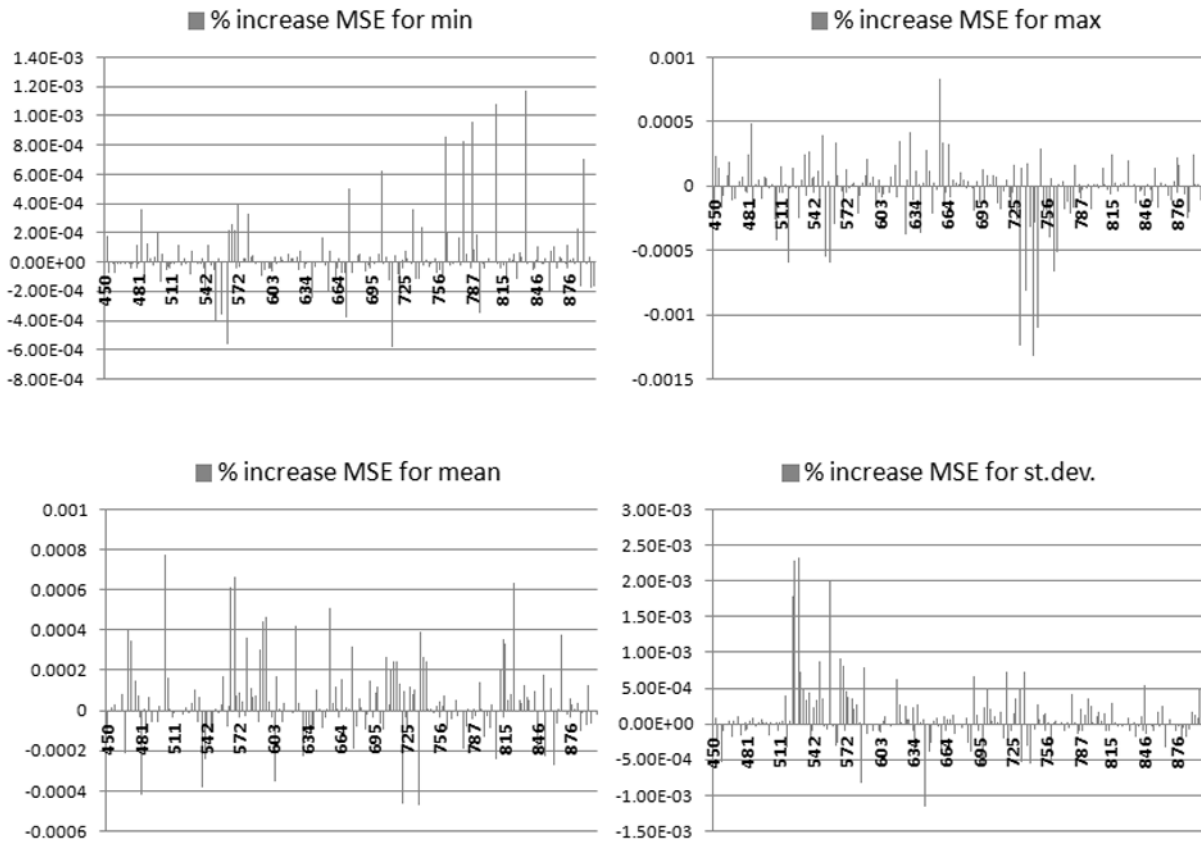 % increase MSE for min
1.40E-03
1.20E-03
1.00E-03
8.00E-04
6.00E-04
4.00E-04
2.00E-04
0.00E+00
-2.00E-04
-4.00E-04
-6.00E-04
-8.00E-04
450 481 511 542 572 603 634 664 695 725 756 787 815 846 876
% increase MSE for max
0.001
0.0005
0
-0.0005
-0.001
-0.0015
450 481 511 542 572 603 634 664 695 725 756 787 815 846 876
% increase MSE for mean
0.001
0.0008
0.0006
0.0004
0.0002
0
-0.0002
-0.0004
-0.0006
450 481 511 542 572 603 634 664 695 725 756 787 815 846 876
% increase MSE for st.dev.
3.00E-03
2.50E-03
2.00E-03
1.50E-03
1.00E-03
5.00E-04
0.00E+00
-5.00E-04
-1.00E-03
-1.50E-03
450 481 511 542 572 603 634 664 695 725 756 787 815 846 876